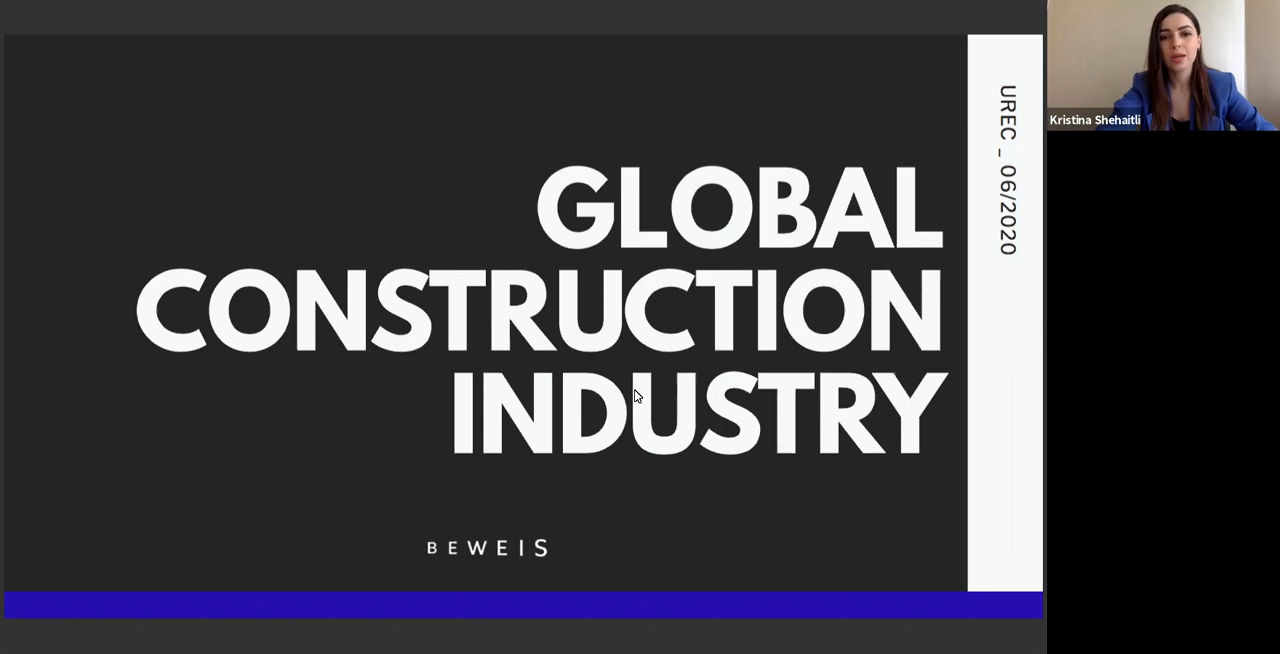 GLOBAL
CONSTRUCTION
INDUSTRY
BEWEIS
UREC _ 06/2020
Kristina Shehaitli